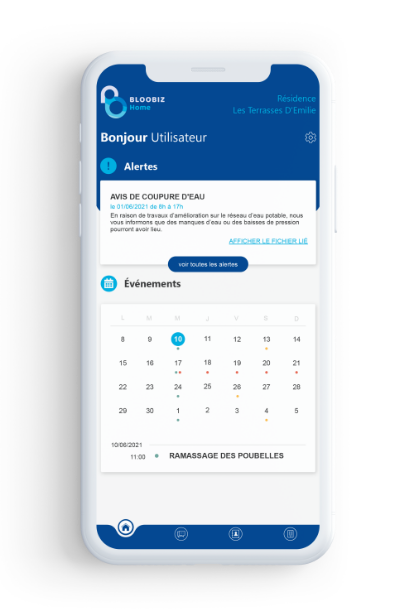 BLOOBIZ
Home
Résidence
Les Terrasses D'Emilie
Bonjour Utilisateur
! Alertes
AVIS DE COUPURE D'EAU
le 01/06/2021 de 8h à 17h
En raison de travaux d'amélioration sur le réseau d'eau potable, nous
vous informons que des manques d'eau ou des baisses de pression
pourront avoir lieu.
AFFICHER LE FICHIER LIÉ
voir toutes les alertes
Événements
L M M J V S D
8 9 10 11 12 13 14
15 16 17 18 19 20 21
22 23 24 25 26 27 28
29 30 1 2 3 4 5
10/06/2021
11:00 RAMASSAGE DES POUBELLES